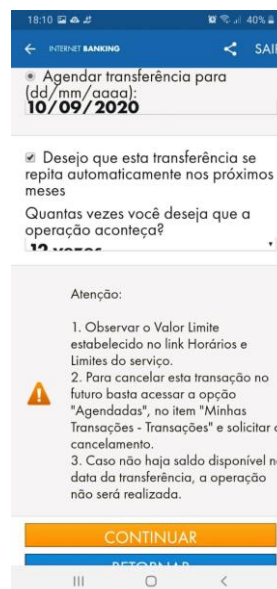 18:10 40%
INTERNET BANKING SAI
Agendar transferência para
(dd/mm/aaaa):
10/09/2020
Desejo que esta transferência se
repita automaticamente nos próximos
meses
Quantas vezes você deseja que a
operação aconteça?
12 vezes
Atenção:
1. Observar o Valor Limite
estabelecido no link Horários e
Limites do serviço.
2. Para cancelar esta transação no
futuro basta acessar a opção
"Agendadas", no item "Minhas
Transações - Transações" e solicitar o
cancelamento.
3. Caso não haja saldo disponível n
data da transferência, a operação
não será realizada.
CONTINUAR
RETORNAR